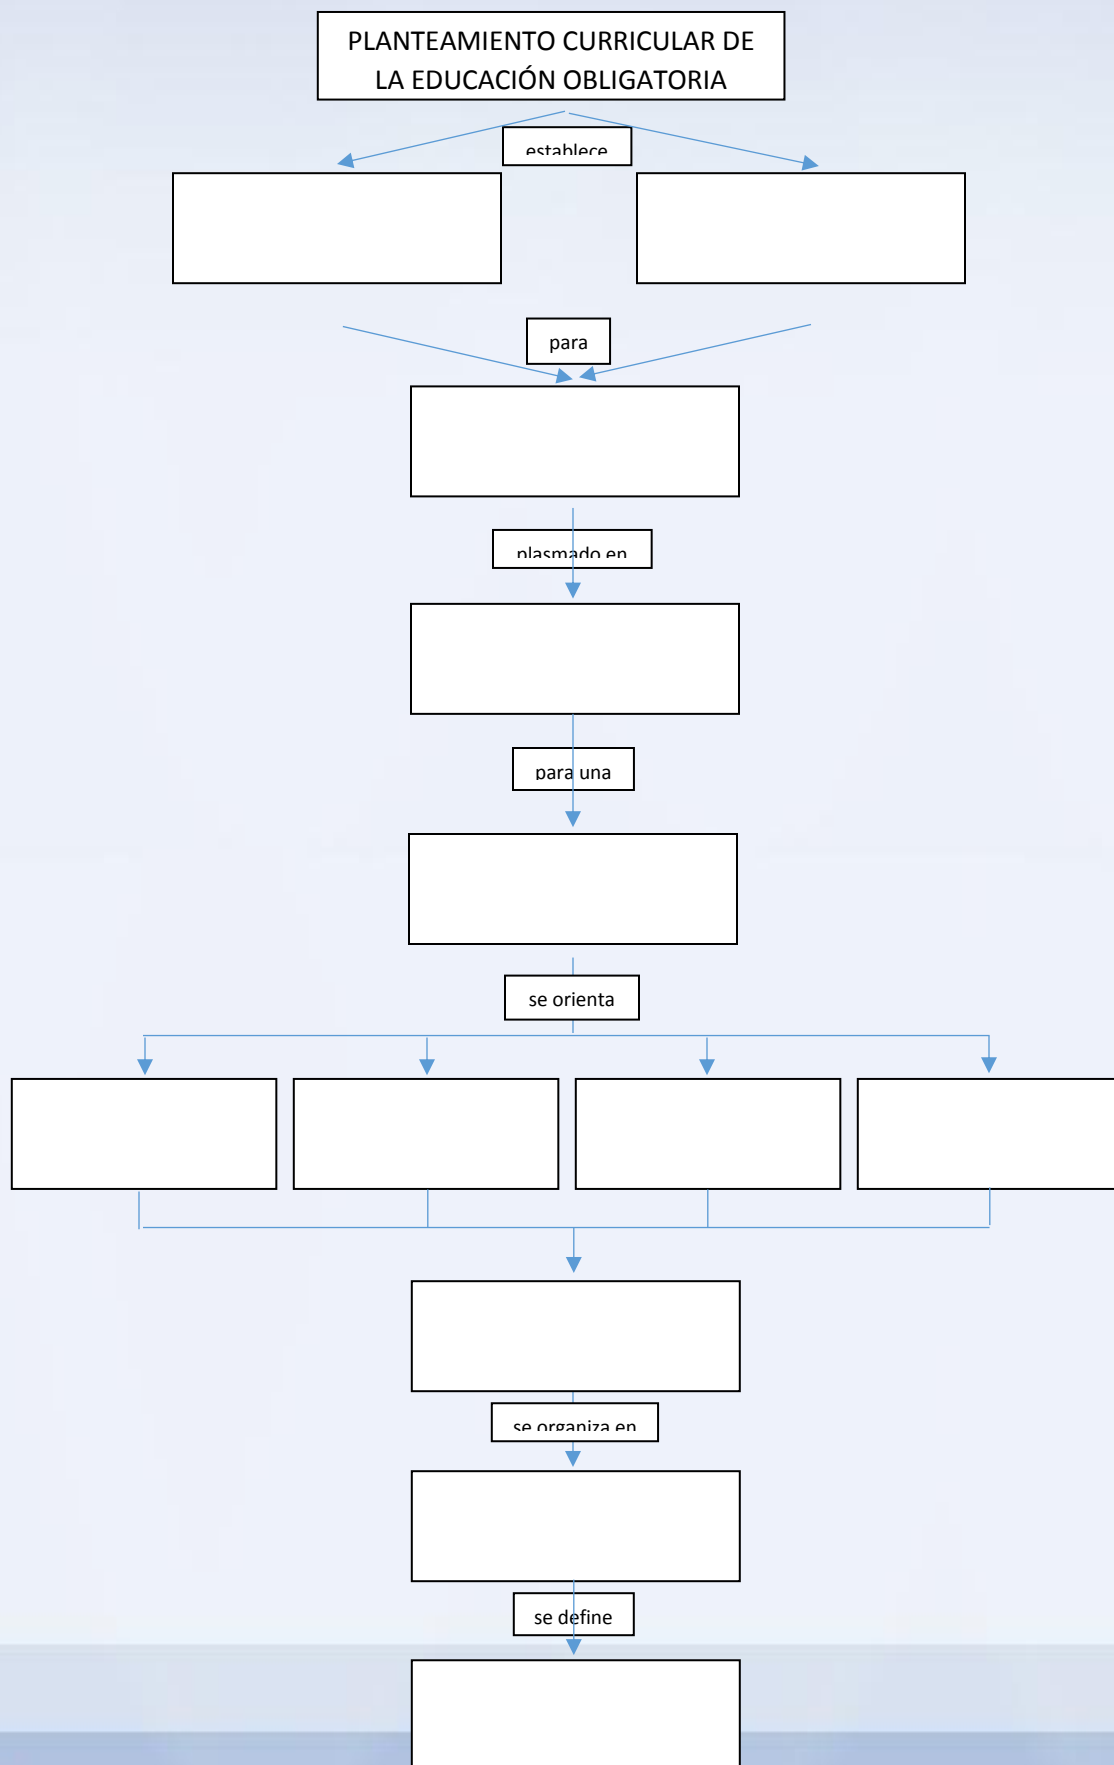 PLANTEAMIENTO CURRICULAR DE
LA EDUCACIÓN OBLIGATORIA
establece
para
plasmado en
para una
se orienta
se organiza en
se define